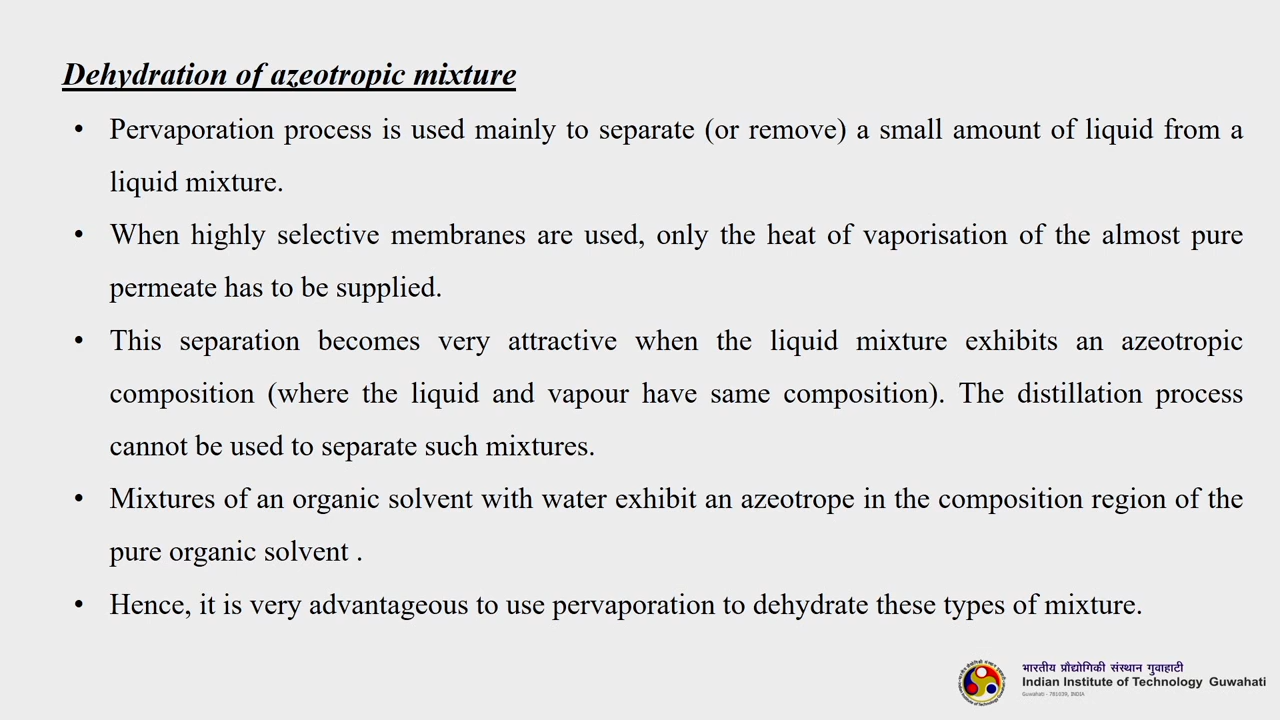 Dehydration of azeotropic mixture
• Pervaporation process is used mainly to separate (or remove) a small amount of liquid from a
liquid mixture.
• When highly selective membranes are used, only the heat of vaporisation of the almost pure
permeate has to be supplied.
• This separation becomes very attractive when the liquid mixture exhibits an azeotropic
composition (where the liquid and vapour have same composition). The distillation process
cannot be used to separate such mixtures.
• Mixtures of an organic solvent with water exhibit an azeotrope in the composition region of the
pure organic solvent .
• Hence, it is very advantageous to use pervaporation to dehydrate these types of mixture.
भारतीय प्रौद्योगिकी संस्थान गुवाहाटी
Indian Institute of Technology Guwahati
Guwahati - 781039, INDIA